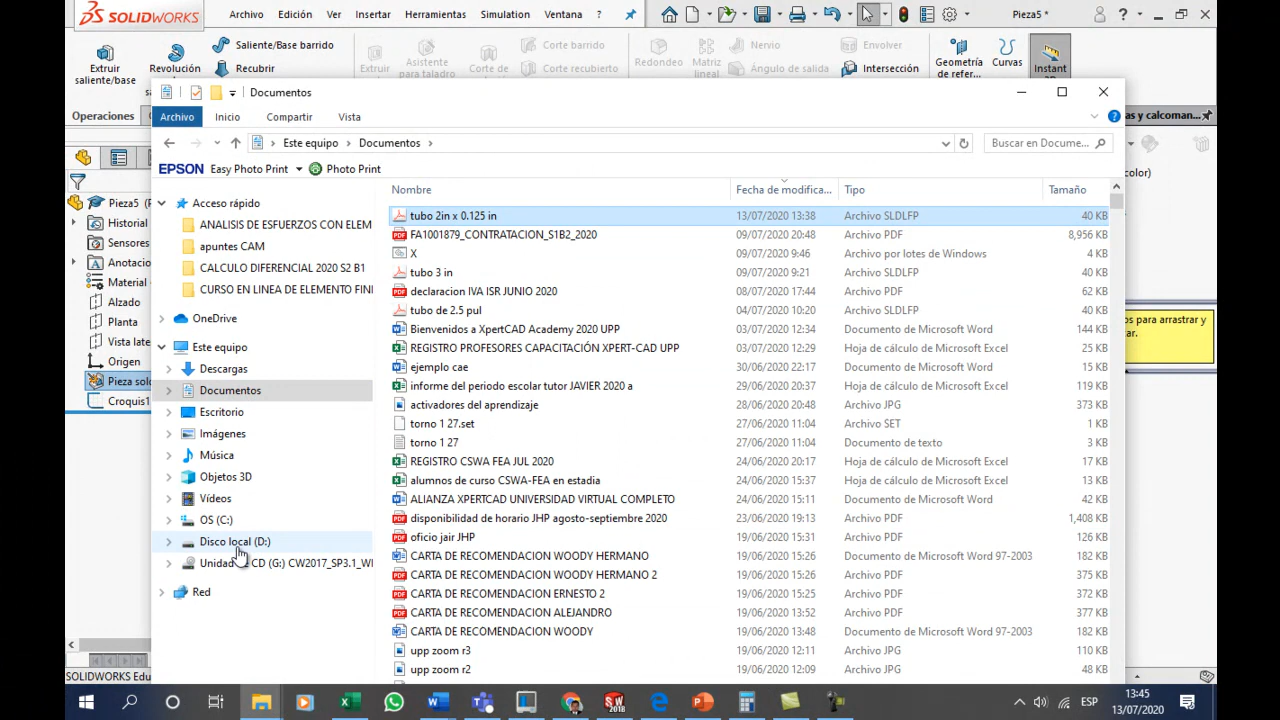 SOLIDWORKS Archivo Edición Ver Insertar Herramientas Simulation Ventana ? Pieza5 *
Extruir saliente/base
Revolución
Saliente/Base barrido
Recubrir
Extruir
Asistente para taladro
Corte de
Corte barrido
Corte recubierto
Redondeo
Matriz lineal
Nervio
Ángulo de salida
Envolver
Intersección
Geometría de refer...
Curvas
Instant
Operaciones
as y calcoman...
color)
Pieza5
Historial
Sensores
Anotacio
Material
Alzado
Planta
Vista late
Origen
Pieza solo
Croquis1
os para arrastrar y
ar.
SOLIDWORKS Edu
Documentos
Archivo Inicio Compartir Vista
Este equipo > Documentos >
Buscar en Docume...
EPSON Easy Photo Print Photo Print
Acceso rápido
ANALISIS DE ESFUERZOS CON ELEM
apuntes CAM
CALCULO DIFERENCIAL 2020 S2 B1
CURSO EN LINEA DE ELEMENTO FINI
OneDrive
Este equipo
Descargas
Documentos
Escritorio
Imágenes
Música
Objetos 3D
Vídeos
OS (C:)
Disco local (D:)
CD (G:) CW2017_SP3.1_WI
Red
Nombre Fecha de modifica... Tipo Tamaño
tubo 2in x 0.125 in 13/07/2020 13:38 Archivo SLDLFP 40 KB
FA1001879_CONTRATACION_S1B2_2020 09/07/2020 20:48 Archivo PDF 8,956 KB
X 09/07/2020 9:46 Archivo por lotes de Windows 4 KB
tubo 3 in 09/07/2020 9:21 Archivo SLDLFP 40 KB
declaracion IVA ISR JUNIO 2020 08/07/2020 17:44 Archivo PDF 62 KB
tubo de 2.5 pul 04/07/2020 10:20 Archivo SLDLFP 40 KB
Bienvenidos a XpertCAD Academy 2020 UPP 03/07/2020 12:34 Documento de Microsoft Word 144 KB
REGISTRO PROFESORES CAPACITACIÓN XPERT-CAD UPP 03/07/2020 12:29 Hoja de cálculo de Microsoft Excel 25 KB
ejemplo cae 30/06/2020 22:17 Documento de Microsoft Word 15 KB
informe del periodo escolar tutor JAVIER 2020 a 29/06/2020 20:37 Hoja de cálculo de Microsoft Excel 119 KB
activadores del aprendizaje 28/06/2020 20:48 Archivo JPG 373 KB
torno 1 27.set 27/06/2020 11:04 Archivo SET 1 KB
torno 1 27 27/06/2020 11:04 Documento de texto 3 KB
REGISTRO CSWA FEA JUL 2020 24/06/2020 20:17 Hoja de cálculo de Microsoft Excel 17 KB
alumnos de curso CSWA-FEA en estadia 24/06/2020 15:37 Hoja de cálculo de Microsoft Excel 13 KB
ALIANZA XPERTCAD UNIVERSIDAD VIRTUAL COMPLETO 24/06/2020 15:11 Documento de Microsoft Word 42 KB
disponibilidad de horario JHP agosto-septiembre 2020 23/06/2020 19:13 Archivo PDF 1,408 KB
oficio jair JHP 19/06/2020 15:36 Archivo PDF 126 KB
CARTA DE RECOMENDACION WOODY HERMANO 19/06/2020 15:26 Documento de Microsoft Word 97-2003 182 KB
CARTA DE RECOMENDACION WOODY HERMANO 2 19/06/2020 15:26 Archivo PDF 375 KB
CARTA DE RECOMENDACION ERNESTO 2 19/06/2020 15:25 Archivo PDF 372 KB
CARTA DE RECOMENDACION ALEJANDRO 19/06/2020 13:52 Archivo PDF 377 KB
CARTA DE RECOMENDACION WOODY 19/06/2020 13:48 Documento de Microsoft Word 97-2003 182 KB
upp zoom r3 19/06/2020 12:11 Archivo JPG 110 KB
upp zoom r2 19/06/2020 12:09 Archivo JPG 48 KB
ESP
13:45
13/07/2020